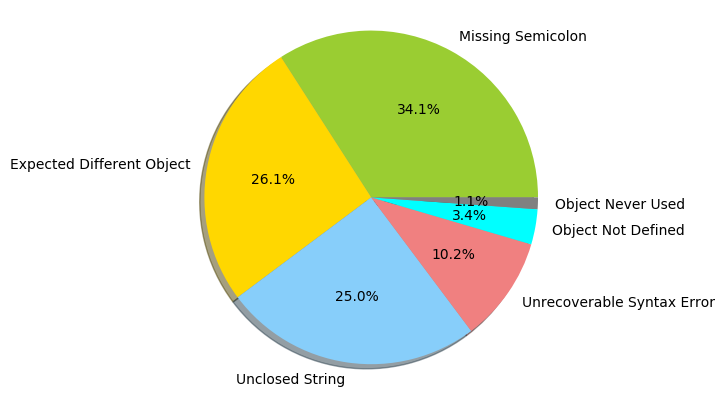 Missing Semicolon
34.1%
Expected Different Object
26.1%
1.1%
Object Never Used
3.4%
Object Not Defined
10.2%
25.0%
Unrecoverable Syntax Error
Unclosed String